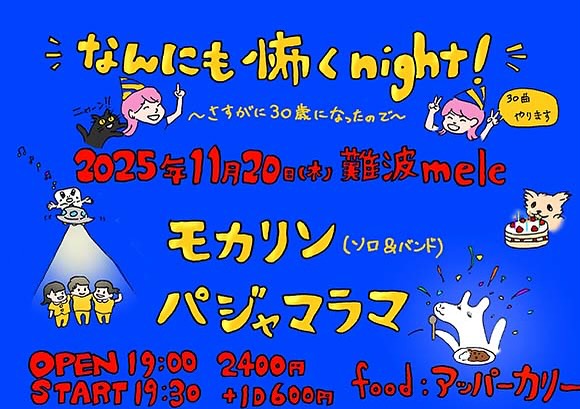 なんにも怖くnight!
ニャーン!!
〜さすがに30歳になったので〜
30曲
やります
2025年11月20日(木) 難波mele
モカリン(ソロ&バンド)
パジャマラマ
OPEN 19:00 2400円
START 19:30 +1D600円
food:アッパーカリー